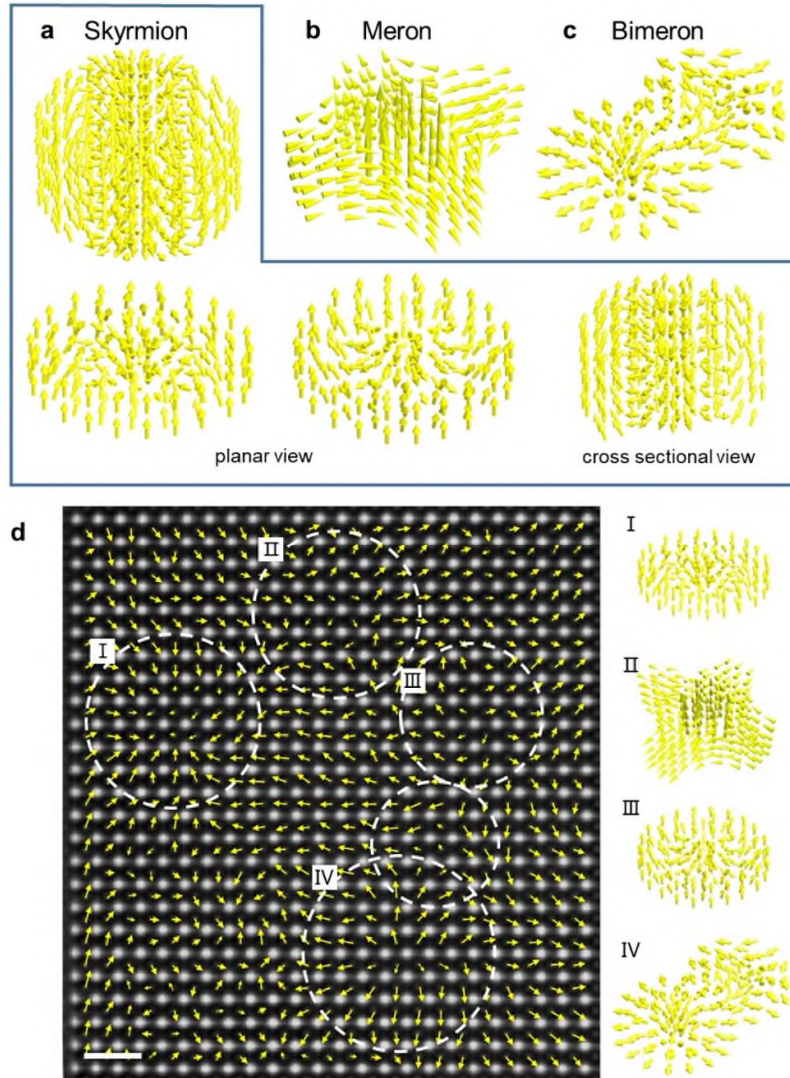 a Skyrmion
b Meron
c Bimeron
planar view
cross sectional view
d
I
II
I
III
IV
I
II
III
IV